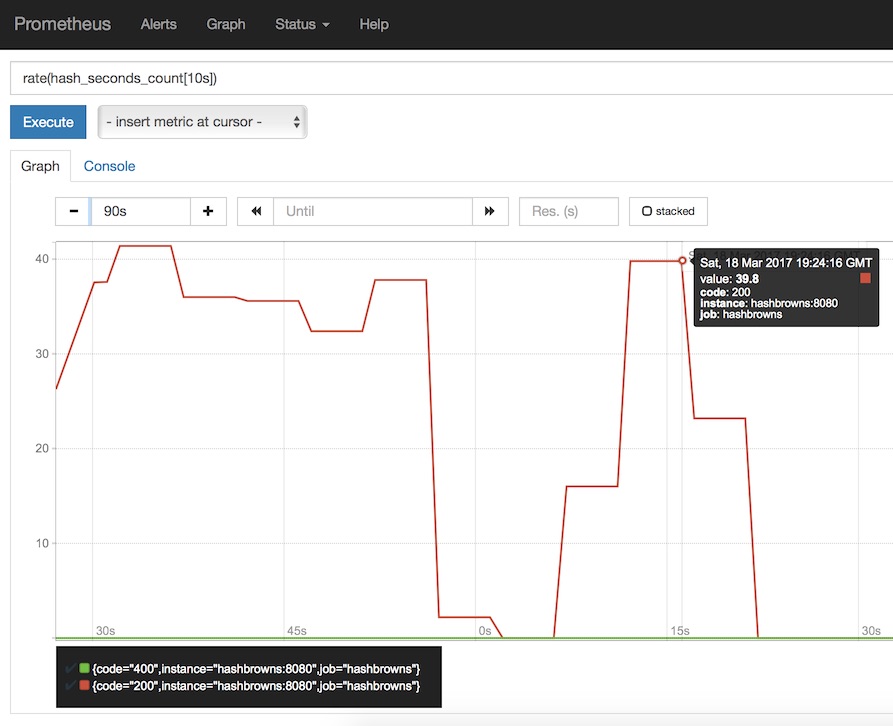 Prometheus Alerts Graph Status Help
rate(hash_seconds_count[10s])
Execute - insert metric at cursor -
Graph Console
− 90s + Until Res. (s) stacked
40
30
20
10
Sat, 18 Mar 2017 19:24:16 GMT
value: 39.8
code: 200
instance: hashbrowns:8080
job: hashbrowns
30s 45s 0s 15s 30s
{code="400",instance="hashbrowns:8080",job="hashbrowns"}
{code="200",instance="hashbrowns:8080",job="hashbrowns"}